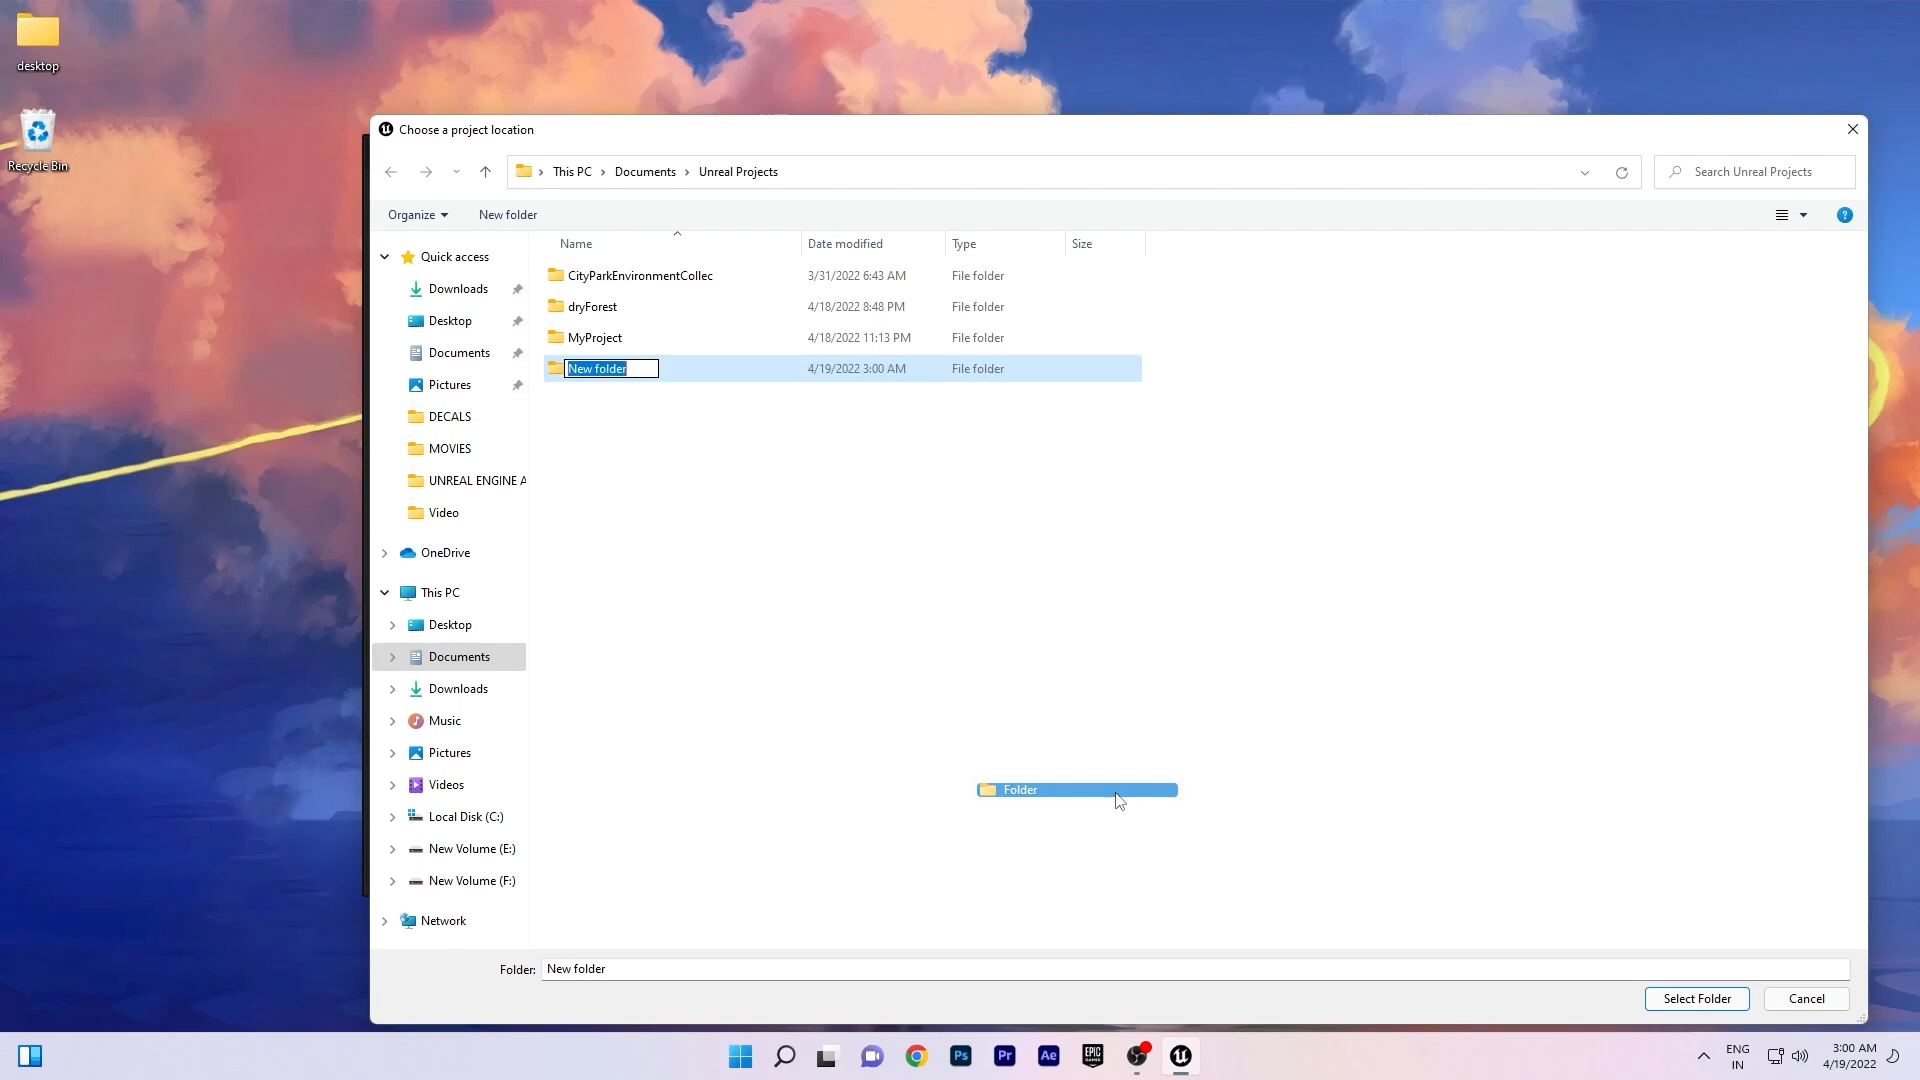 desktop
Recycle Bin
Choose a project location
This PC
Documents
Unreal Projects
Search Unreal Projects
Organize
New folder
?
Name
Date modified
Type
Size
CityParkEnvironmentCollec
3/31/2022 6:43 AM
File folder
dryForest
4/18/2022 8:48 PM
File folder
MyProject
4/18/2022 11:13 PM
File folder
New folder
4/19/2022 3:00 AM
File folder
Quick access
Downloads
Desktop
Documents
Pictures
DECALS
MOVIES
UNREAL ENGINE A
Video
OneDrive
This PC
Desktop
Documents
Downloads
Music
Pictures
Videos
Local Disk (C:)
New Volume (E:)
New Volume (F:)
Network
Folder
Folder:
New folder
Select Folder
Cancel
Ps
Pr
Ae
EPIC
GAMES
ENG
IN
3:00 AM
4/19/2022